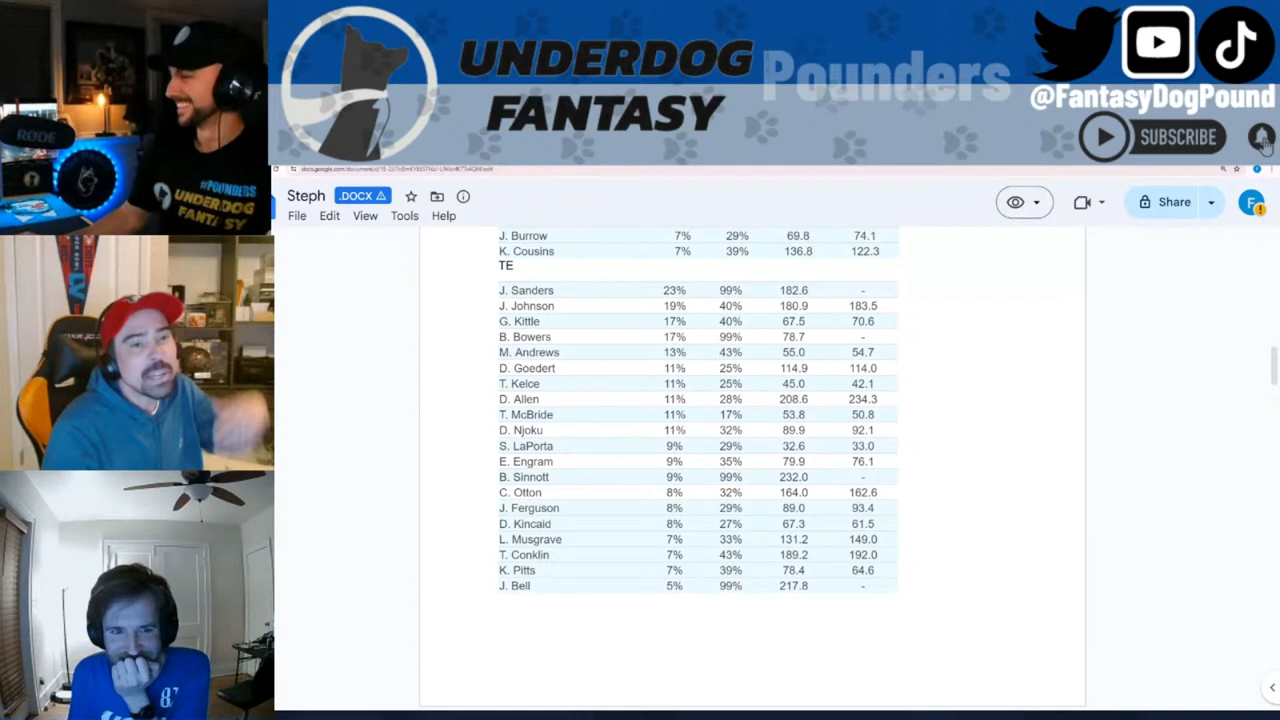 UNDERDOG
FANTASY
Pounders
@FantasyDogPound
SUBSCRIBE
RØDE
#POUNDERS
UNDERDOG
FANTASY
LV
Steph
.DOCX
File Edit View Tools Help
Share
F
J. Burrow 7% 29% 69.8 74.1
K. Cousins 7% 39% 136.8 122.3
TE
J. Sanders 23% 99% 182.6 -
J. Johnson 19% 40% 180.9 183.5
G. Kittle 17% 40% 67.5 70.6
B. Bowers 17% 99% 78.7 -
M. Andrews 13% 43% 55.0 54.7
D. Goedert 11% 25% 114.9 114.0
T. Kelce 11% 25% 45.0 42.1
D. Allen 11% 28% 208.6 234.3
T. McBride 11% 17% 53.8 50.8
D. Njoku 11% 32% 89.9 92.1
S. LaPorta 9% 29% 32.6 33.0
E. Engram 9% 35% 79.9 76.1
B. Sinnott 9% 99% 232.0 -
C. Otton 8% 32% 164.0 162.6
J. Ferguson 8% 29% 89.0 93.4
D. Kincaid 8% 27% 67.3 61.5
L. Musgrave 7% 33% 131.2 149.0
T. Conklin 7% 43% 189.2 192.0
K. Pitts 7% 39% 78.4 64.6
J. Bell 5% 99% 217.8 -